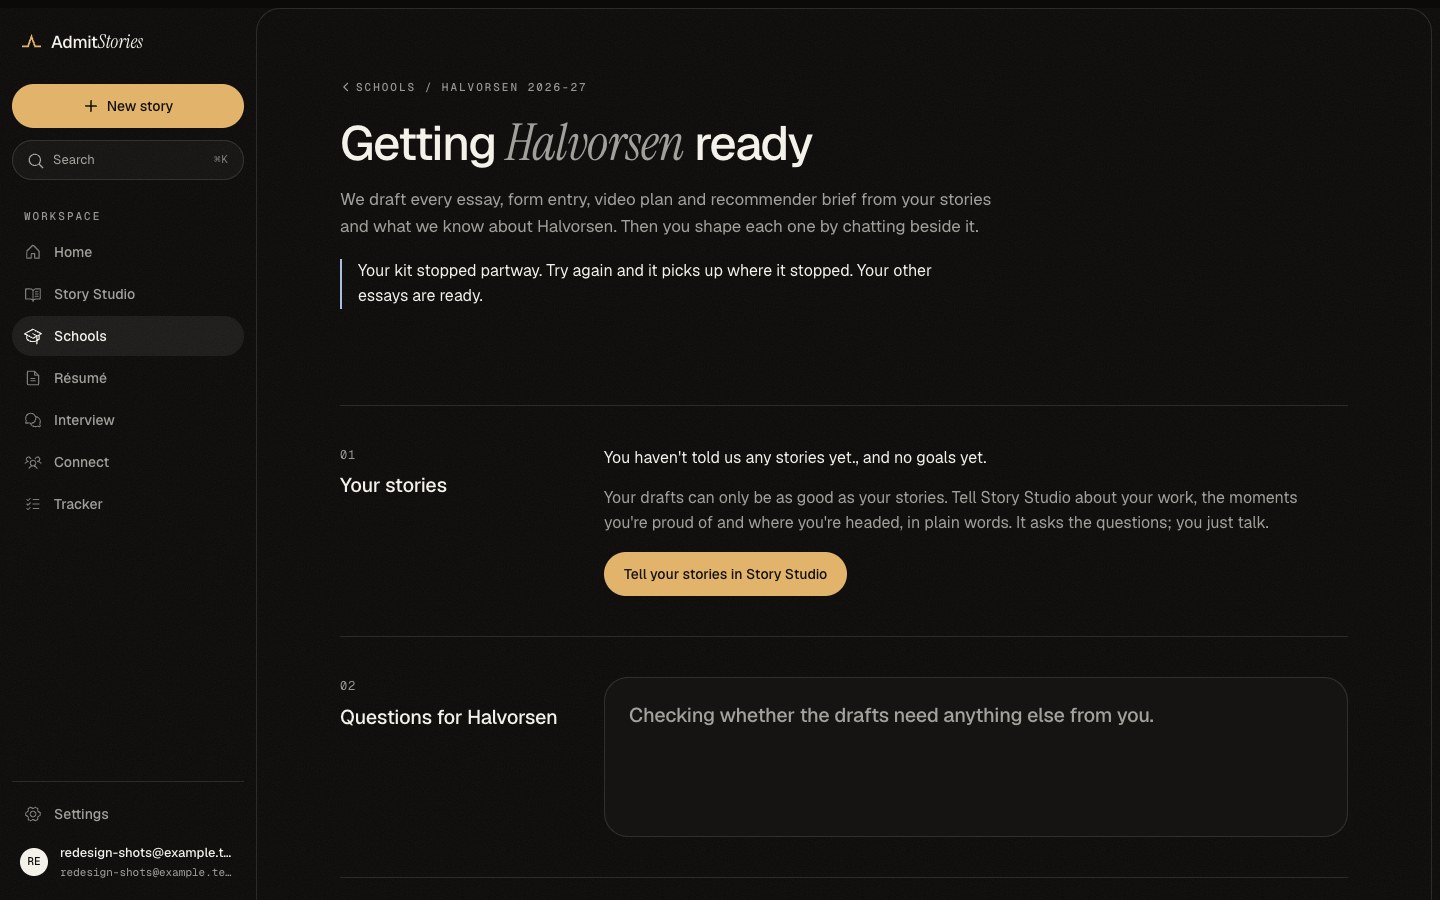 AdmitStories
New story
Search ⌘K
WORKSPACE
Home
Story Studio
Schools
Résumé
Interview
Connect
Tracker
Settings
RE
redesign-shots@example.t…
redesign-shots@example.te…
SCHOOLS / HALVORSEN 2026-27
Getting Halvorsen ready
We draft every essay, form entry, video plan and recommender brief from your stories
and what we know about Halvorsen. Then you shape each one by chatting beside it.
Your kit stopped partway. Try again and it picks up where it stopped. Your other
essays are ready.
01
Your stories
You haven't told us any stories yet., and no goals yet.
Your drafts can only be as good as your stories. Tell Story Studio about your work, the moments
you're proud of and where you're headed, in plain words. It asks the questions; you just talk.
Tell your stories in Story Studio
02
Questions for Halvorsen
Checking whether the drafts need anything else from you.